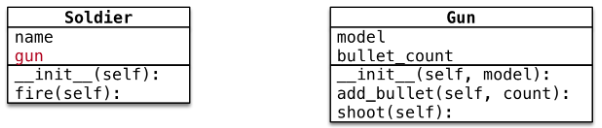 Soldier
name
gun
__init__(self):
fire(self):
Gun
model
bullet_count
__init__(self, model):
add_bullet(self, count):
shoot(self):